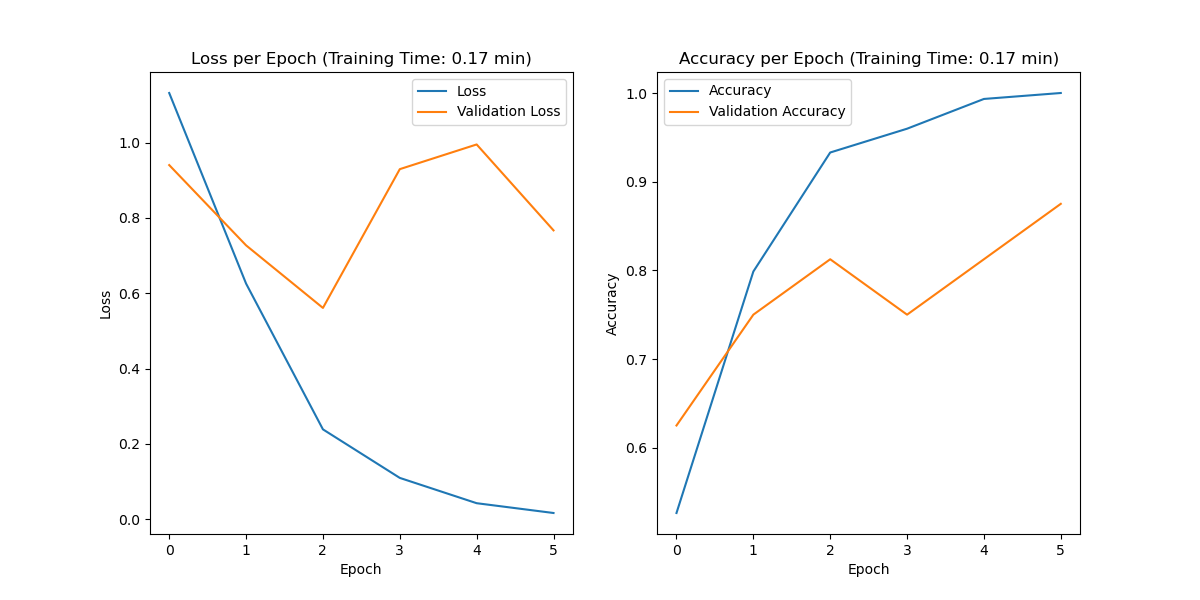 Loss per Epoch (Training Time: 0.17 min)
Loss
Validation Loss
1.0
0.8
0.6
0.4
0.2
0.0
Loss
0
1
2
3
4
5
Epoch
Accuracy per Epoch (Training Time: 0.17 min)
Accuracy
Validation Accuracy
1.0
0.9
0.8
0.7
0.6
Accuracy
0
1
2
3
4
5
Epoch